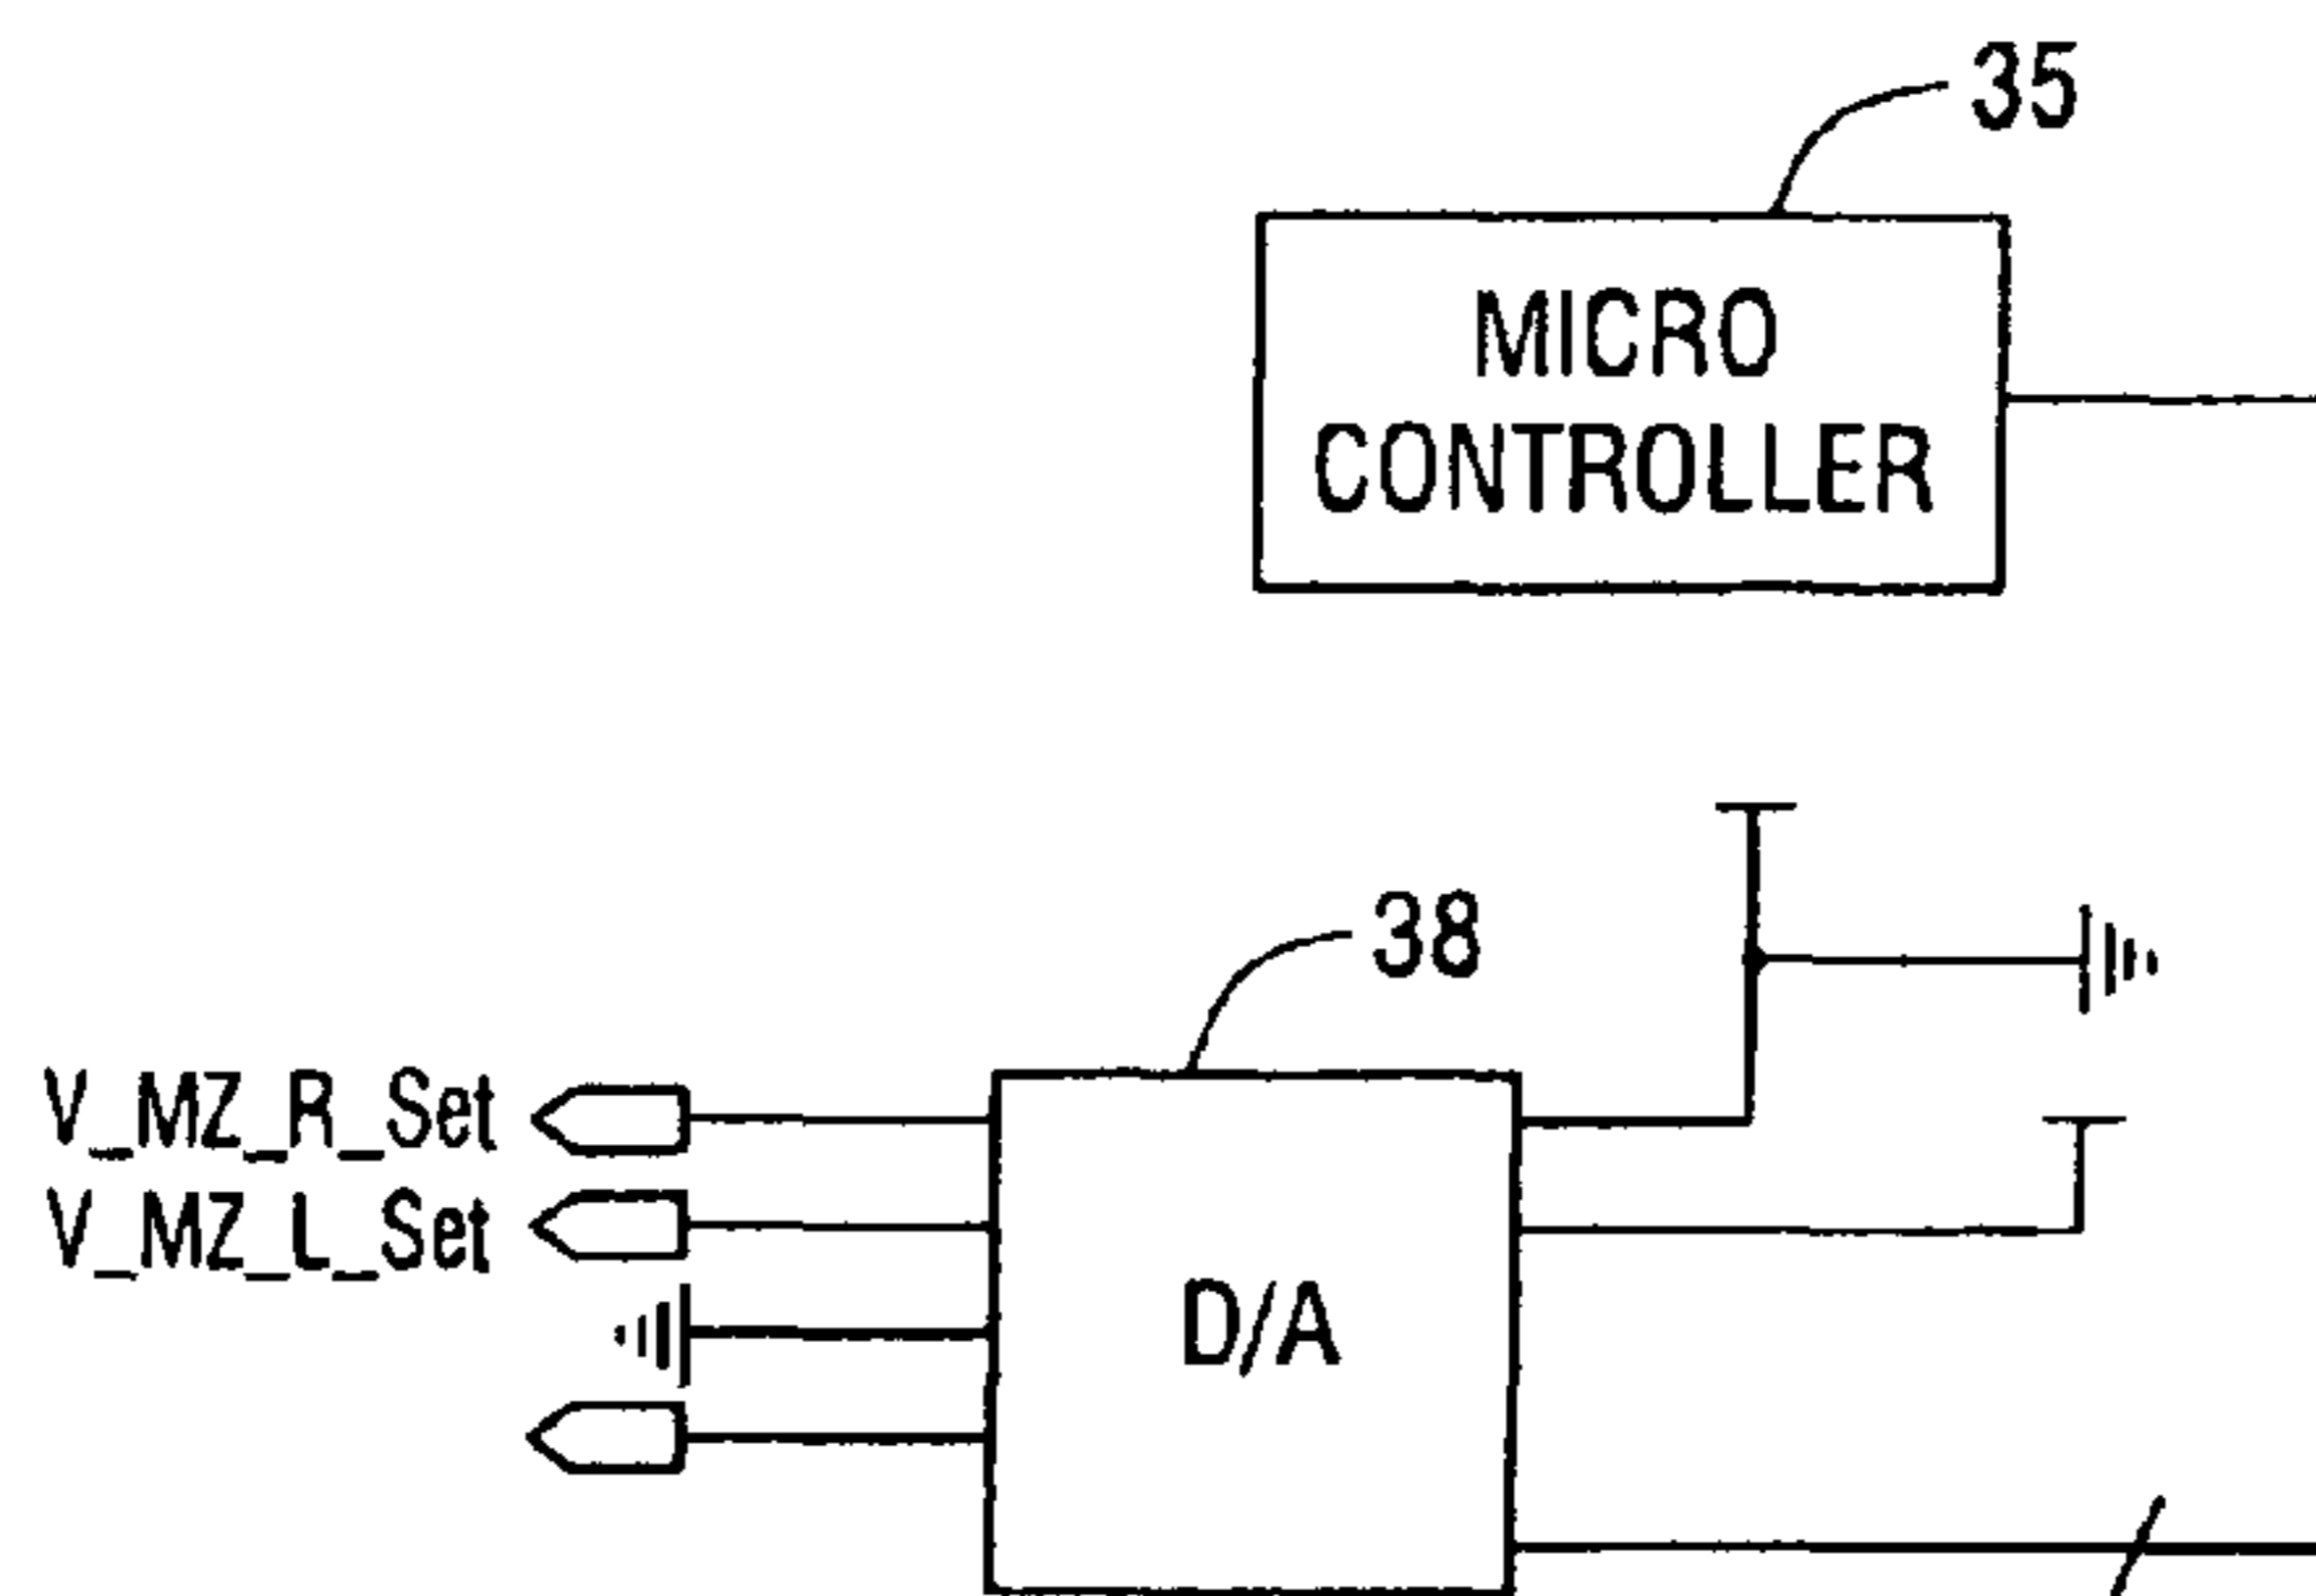 35
MICRO
CONTROLLER
38
V_MZ_R_Set
V_MZ_L_Set
D/A